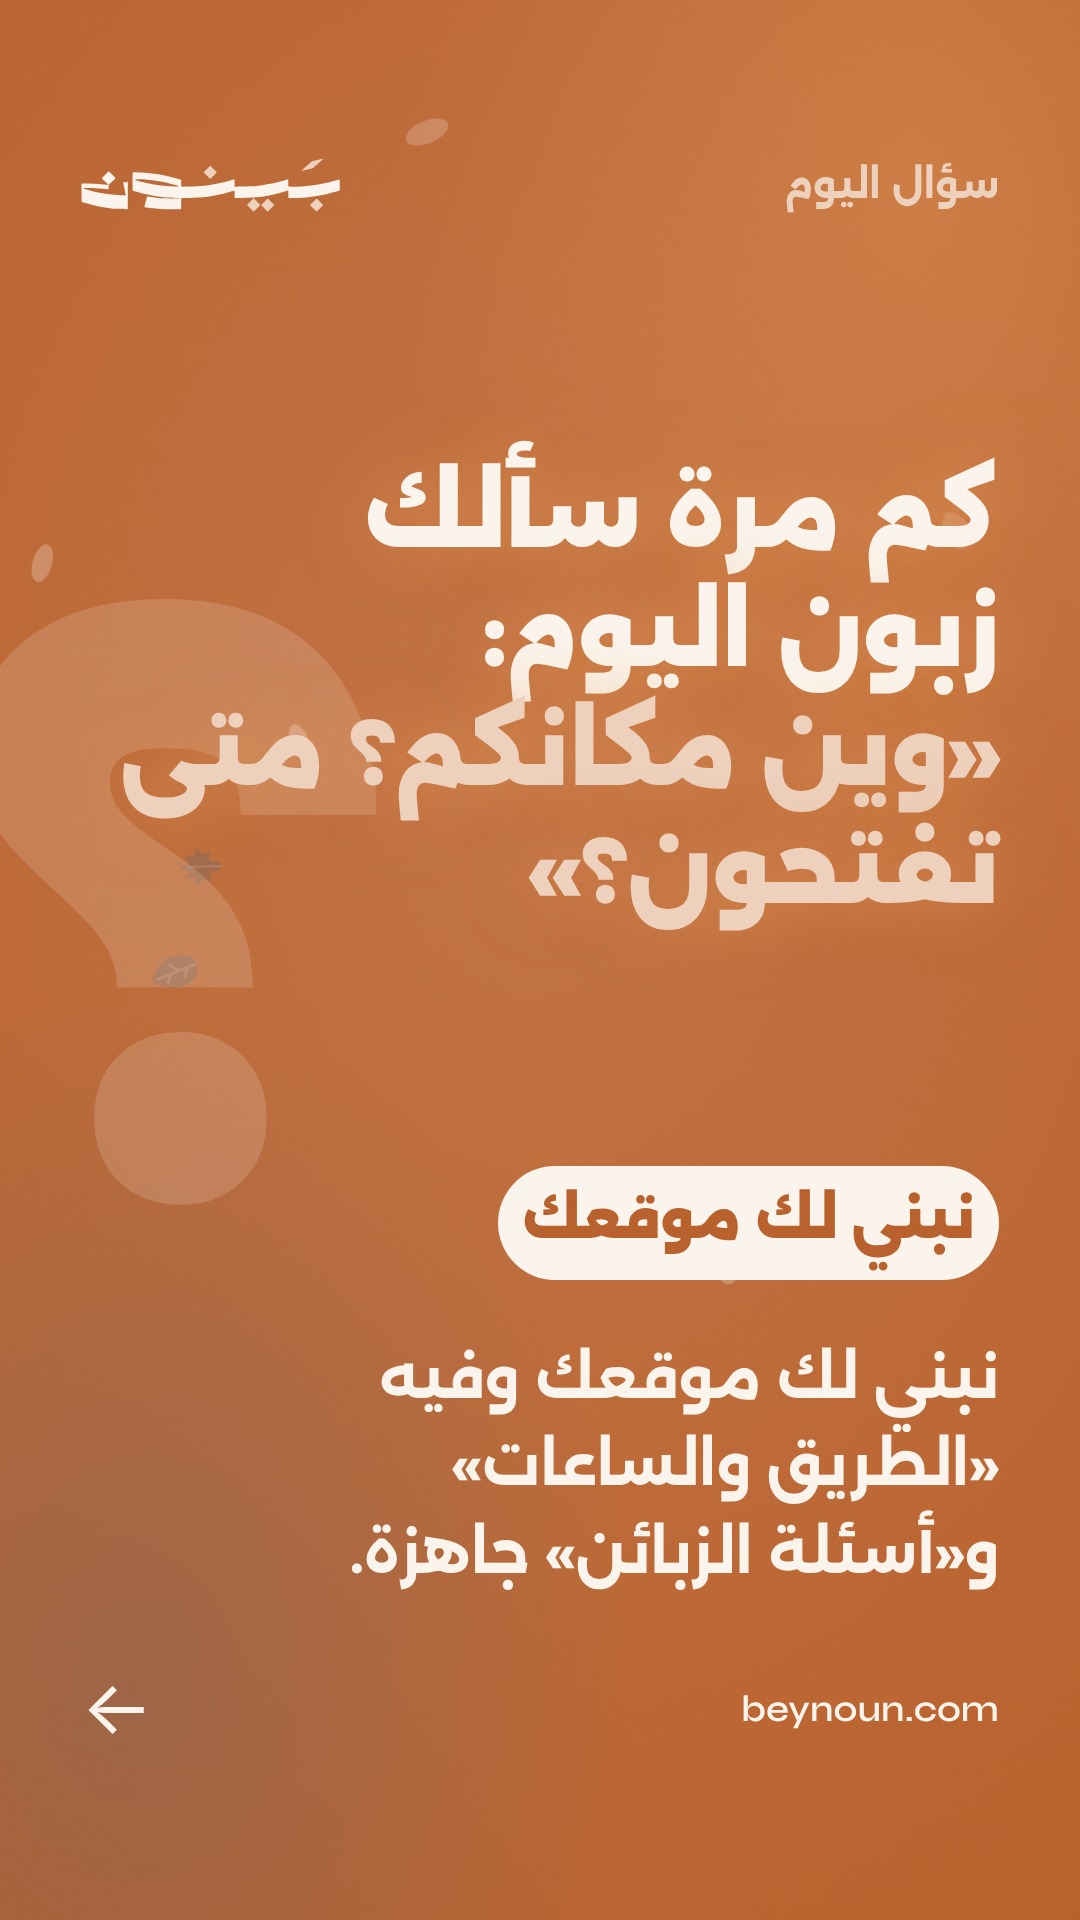 سؤال اليوم
بَينون
كم مرة سألك
زبون اليوم:
«وين مكانكم؟ متى
تفتحون؟»
نبني لك موقعك
نبني لك موقعك وفيه
«الطريق والساعات»
و«أسئلة الزبائن» جاهزة.
beynoun.com